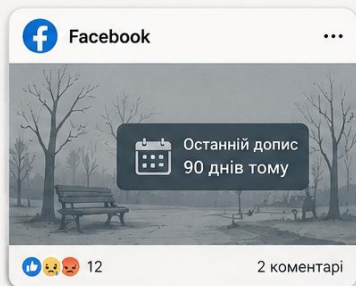 Facebook
Останній допис
90 днів тому
12
2 коментарі